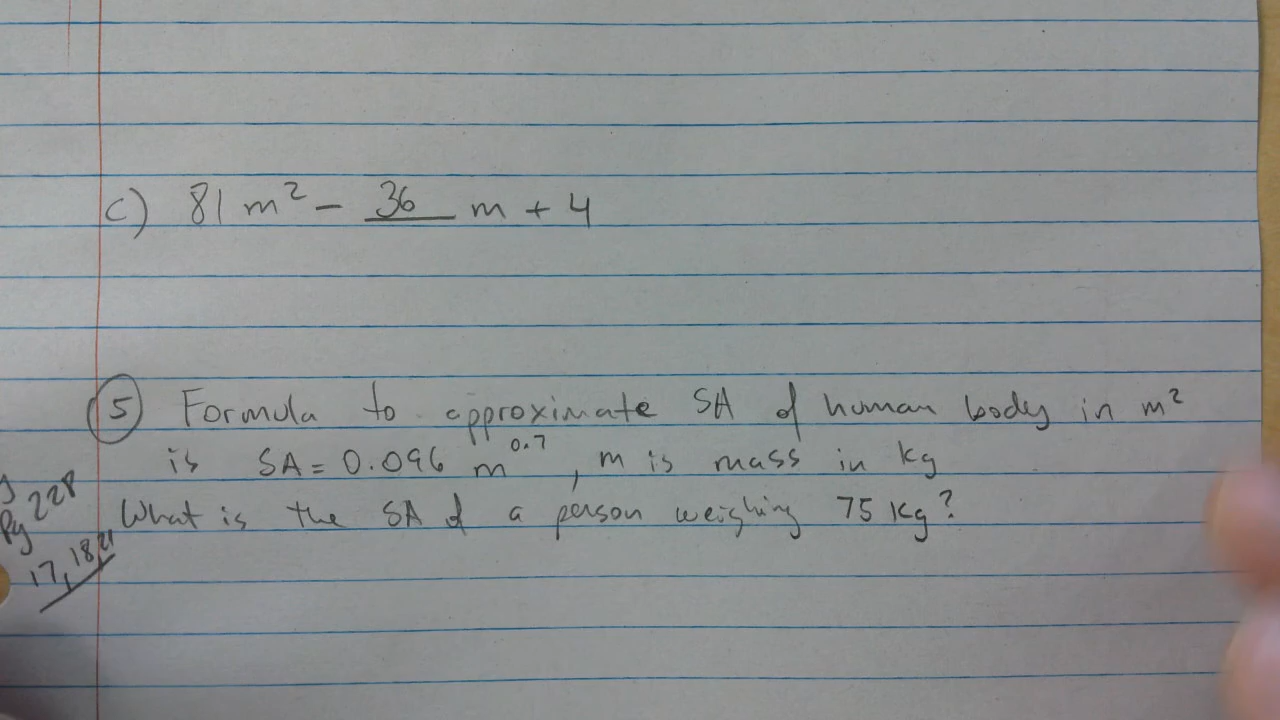 c) 81 m² - 36 m + 4
5 Formula to approximate SA of human body in m²
is SA = 0.096 m^0.7, m is mass in kg
What is the SA of a person weighing 75 kg?
Pg 228
17, 18, 21